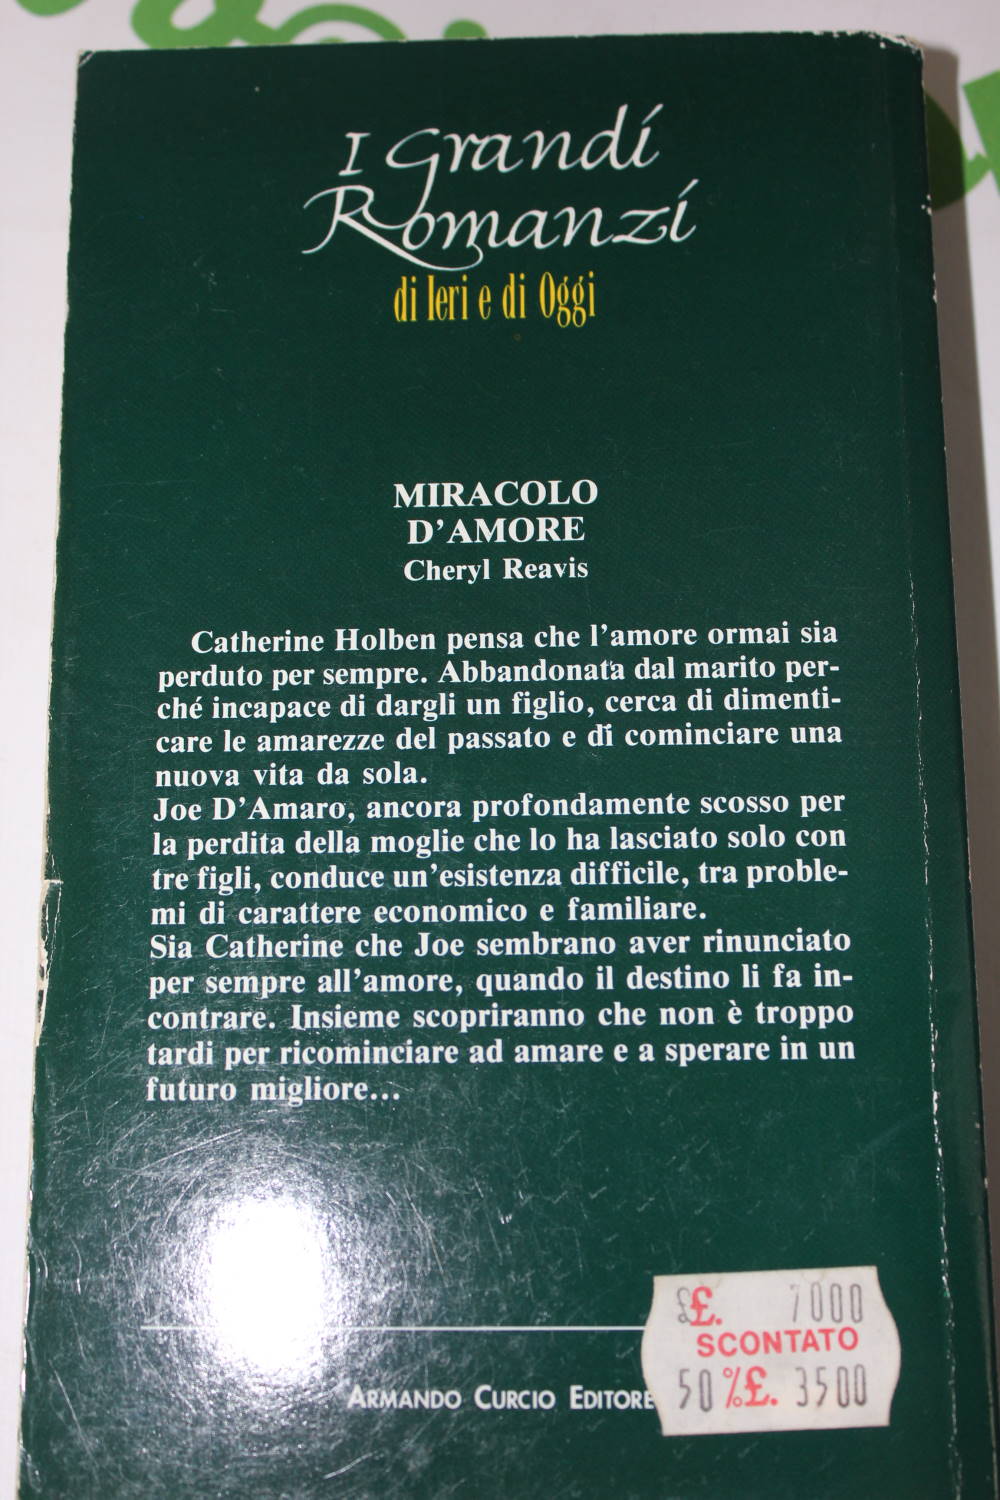 I Grandi
Romanzi
di Ieri e di Oggi
MIRACOLO
D'AMORE
Cheryl Reavis
Catherine Holben pensa che l'amore ormai sia
perduto per sempre. Abbandonata dal marito per-
ché incapace di dargli un figlio, cerca di dimenti-
care le amarezze del passato e di cominciare una
nuova vita da sola.
Joe D'Amaro, ancora profondamente scosso per
la perdita della moglie che lo ha lasciato solo con
tre figli, conduce un'esistenza difficile, tra proble-
mi di carattere economico e familiare.
Sia Catherine che Joe sembrano aver rinunciato
per sempre all'amore, quando il destino li fa in-
contrare. Insieme scopriranno che non è troppo
tardi per ricominciare ad amare e a sperare in un
futuro migliore...
££. 7000
SCONTATO
50%£. 3500
ARMANDO CURCIO EDITORE